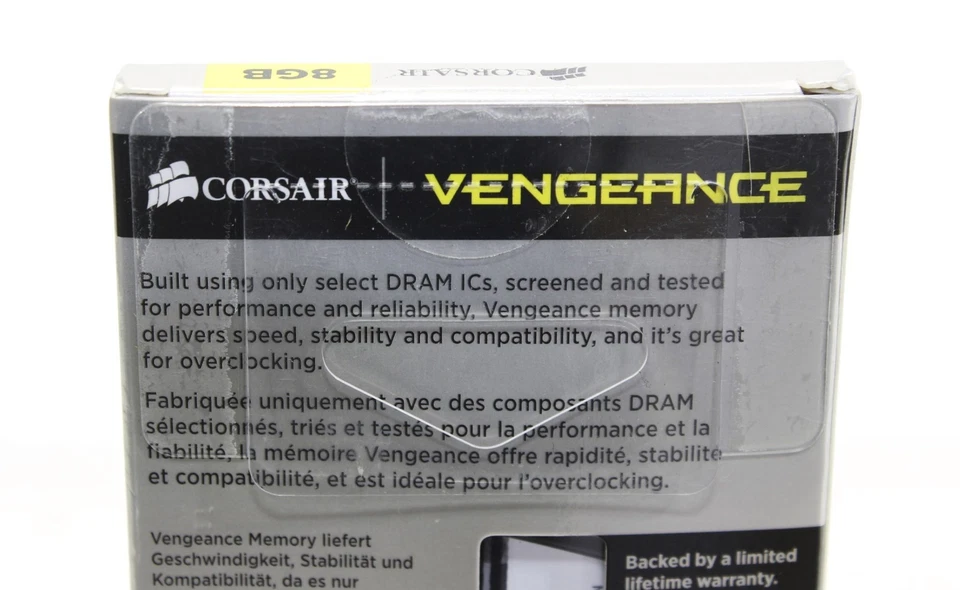 8GB CORSAIR
CORSAIR VENGEANCE
Built using only select DRAM ICs, screened and tested
for performance and reliability, Vengeance memory
delivers speed, stability and compatibility, and it's great
for overclocking.
Fabriquée uniquement avec des composants DRAM
sélectionnés, triés et testés pour la performance et la
fiabilité, la mémoire Vengeance offre rapidité, stabilité
et compatibilité, et est idéale pour l'overclocking.
Vengeance Memory liefert
Geschwindigkeit, Stabilität und
Kompatibilität, da es nur
Backed by a limited
lifetime warranty.